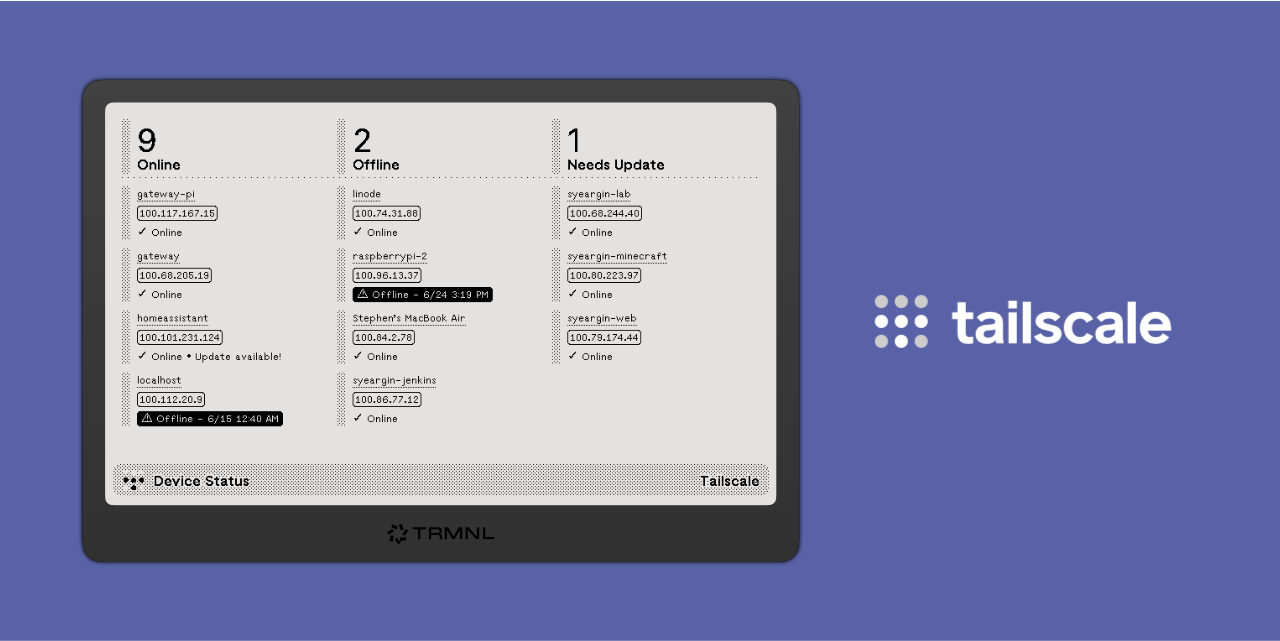 9
Online
2
Offline
1
Needs Update
gateway-pi
100.117.167.15
✓ Online
gateway
100.68.205.19
✓ Online
homeassistant
100.101.231.124
✓ Online • Update available!
localhost
100.112.20.9
⚠ Offline - 6/15 12:40 AM
linode
100.74.31.88
✓ Online
raspberrypi-2
100.96.13.37
⚠ Offline - 6/24 3:19 PM
Stephen's MacBook Air
100.84.2.78
✓ Online
syeargin-jenkins
100.86.77.12
✓ Online
syeargin-lab
100.68.244.40
✓ Online
syeargin-minecraft
100.80.223.97
✓ Online
syeargin-web
100.79.174.44
✓ Online
Device Status
Tailscale
TRMNL
tailscale